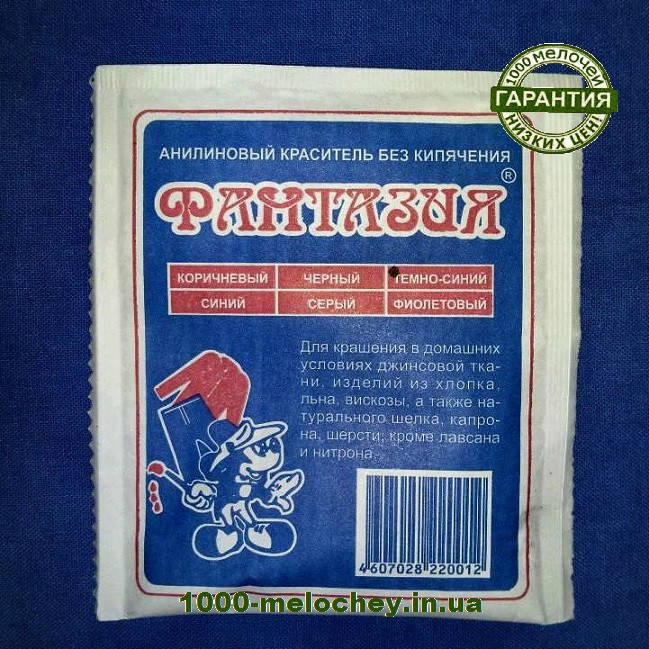 1000 МЕЛОЧЕЙ
ГАРАНТИЯ
НИЗКИХ ЦЕН!
АНИЛИНОВЫЙ КРАСИТЕЛЬ БЕЗ КИПЯЧЕНИЯ
ФАНТАЗИЯ ®
КОРИЧНЕВЫЙ ЧЕРНЫЙ ТЕМНО-СИНИЙ
СИНИЙ СЕРЫЙ ФИОЛЕТОВЫЙ
Для крашения в домашних
условиях джинсовой тка-
ни, изделий из хлопка,
льна, вискозы, а также на-
турального шелка, капро-
на, шерсти, кроме лавсана
и нитрона.
4607028 220012
1000-melochey.in.ua